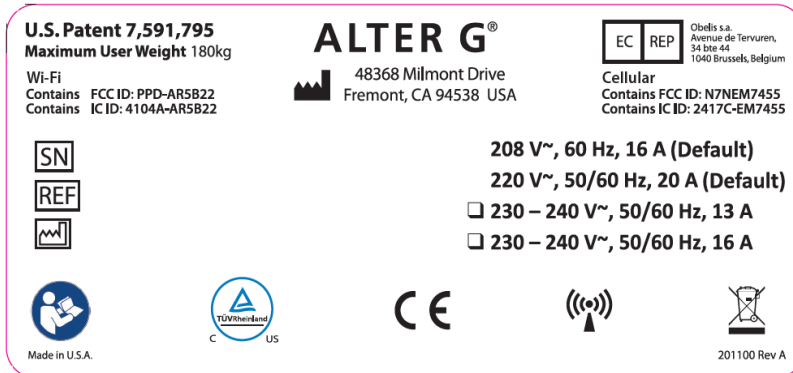 U.S. Patent 7,591,795
Maximum User Weight 180kg
Wi-Fi
Contains FCC ID: PPD-AR5B22
Contains IC ID: 4104A-AR5B22
ALTER G®
48368 Milmont Drive
Fremont, CA 94538 USA
EC REP
Obelis s.a.
Avenue de Tervuren,
34 bte 44
1040 Brussels, Belgium
Cellular
Contains FCC ID: N7NEM7455
Contains IC ID: 2417C-EM7455
SN
REF
208 V~, 60 Hz, 16 A (Default)
220 V~, 50/60 Hz, 20 A (Default)
❑ 230 – 240 V~, 50/60 Hz, 13 A
❑ 230 – 240 V~, 50/60 Hz, 16 A
Made in U.S.A.
TÜVRheinland
C US
CE
201100 Rev A